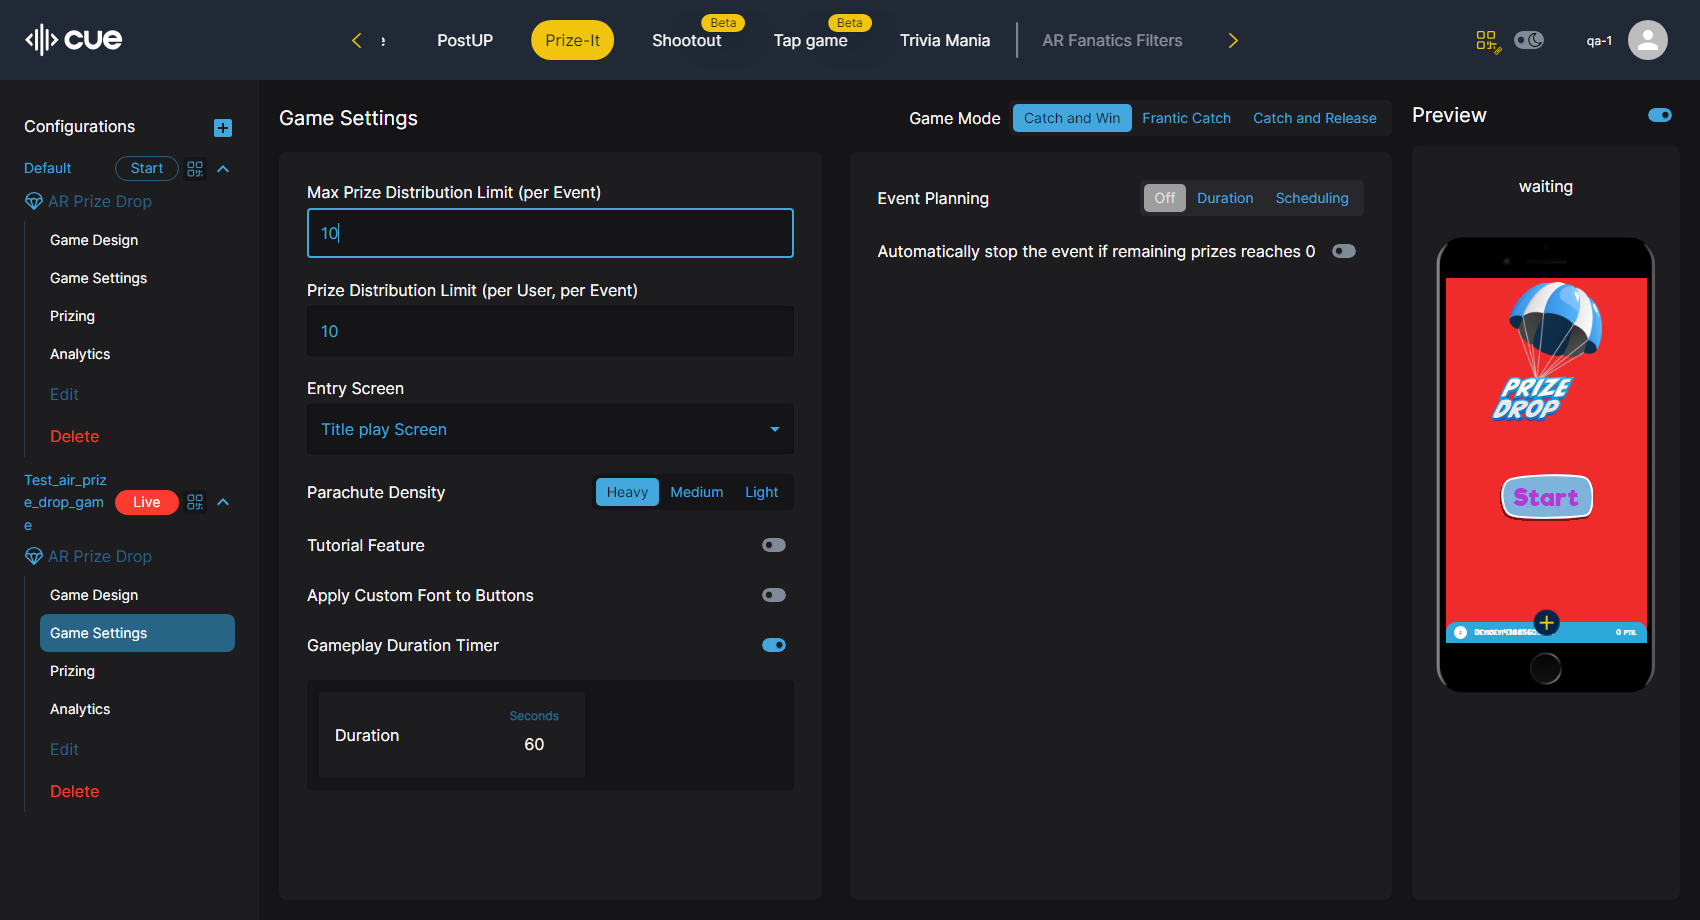 cue
PostUP
Prize-It
Beta
Shootout
Beta
Tap game
Trivia Mania
AR Fanatics Filters
qa-1
Configurations
Default
Start
AR Prize Drop
Game Design
Game Settings
Prizing
Analytics
Edit
Delete
Test_air_priz
e_drop_gam
e
Live
AR Prize Drop
Game Design
Game Settings
Prizing
Analytics
Edit
Delete
Game Settings
Game Mode
Catch and Win
Frantic Catch
Catch and Release
Max Prize Distribution Limit (per Event)
10
Prize Distribution Limit (per User, per Event)
10
Entry Screen
Title play Screen
Parachute Density
Heavy
Medium
Light
Tutorial Feature
Apply Custom Font to Buttons
Gameplay Duration Timer
Duration
Seconds
60
Event Planning
Off
Duration
Scheduling
Automatically stop the event if remaining prizes reaches 0
Preview
waiting
PRIZE
DROP
Start
0 PTS.